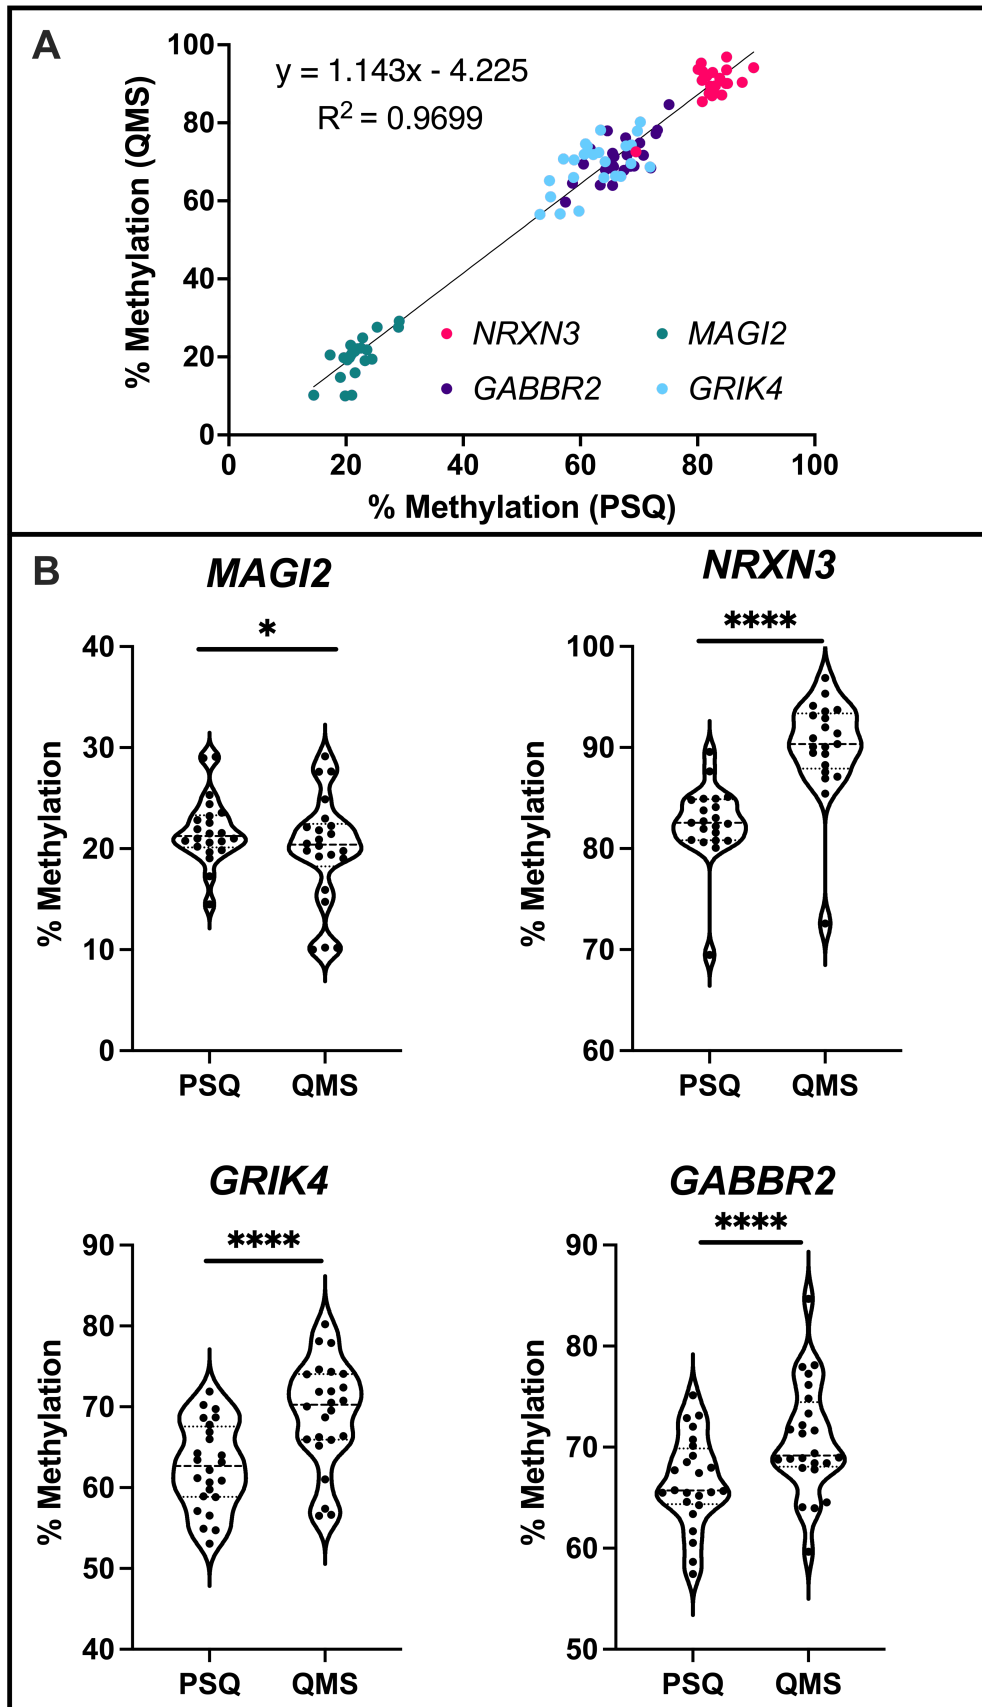 A
y = 1.143x - 4.225
R² = 0.9699
% Methylation (QMS)
100
80
60
40
20
0
NRXN3
MAGI2
GABBR2
GRIK4
0 20 40 60 80 100
% Methylation (PSQ)
B
MAGI2
*
% Methylation
40
30
20
10
0
PSQ QMS
NRXN3
****
% Methylation
100
90
80
70
60
PSQ QMS
GRIK4
****
% Methylation
90
80
70
60
50
40
PSQ QMS
GABBR2
****
% Methylation
90
80
70
60
50
PSQ QMS